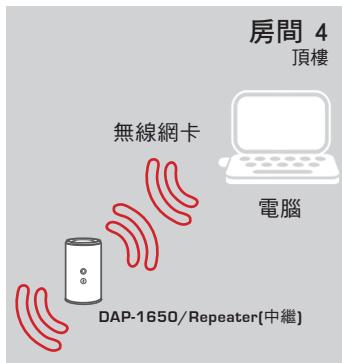 房間 4
頂樓
無線網卡
電腦
DAP-1650/Repeater(中繼)